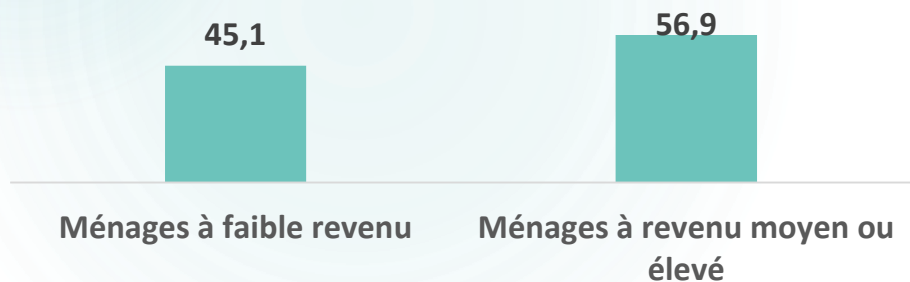 45,1
56,9
Ménages à faible revenu
Ménages à revenu moyen ou
élevé